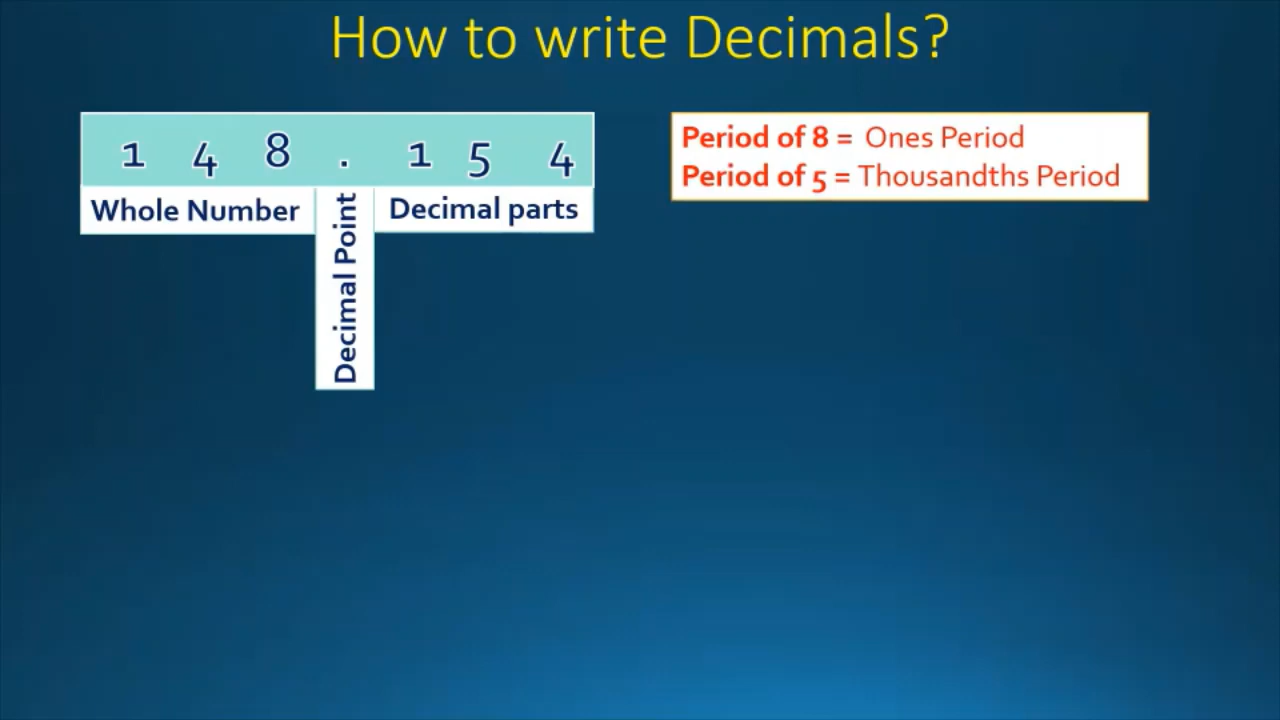 How to write Decimals?
1 4 8 . 1 5 4
Whole Number
Decimal Point
Decimal parts
Period of 8 = Ones Period
Period of 5 = Thousandths Period